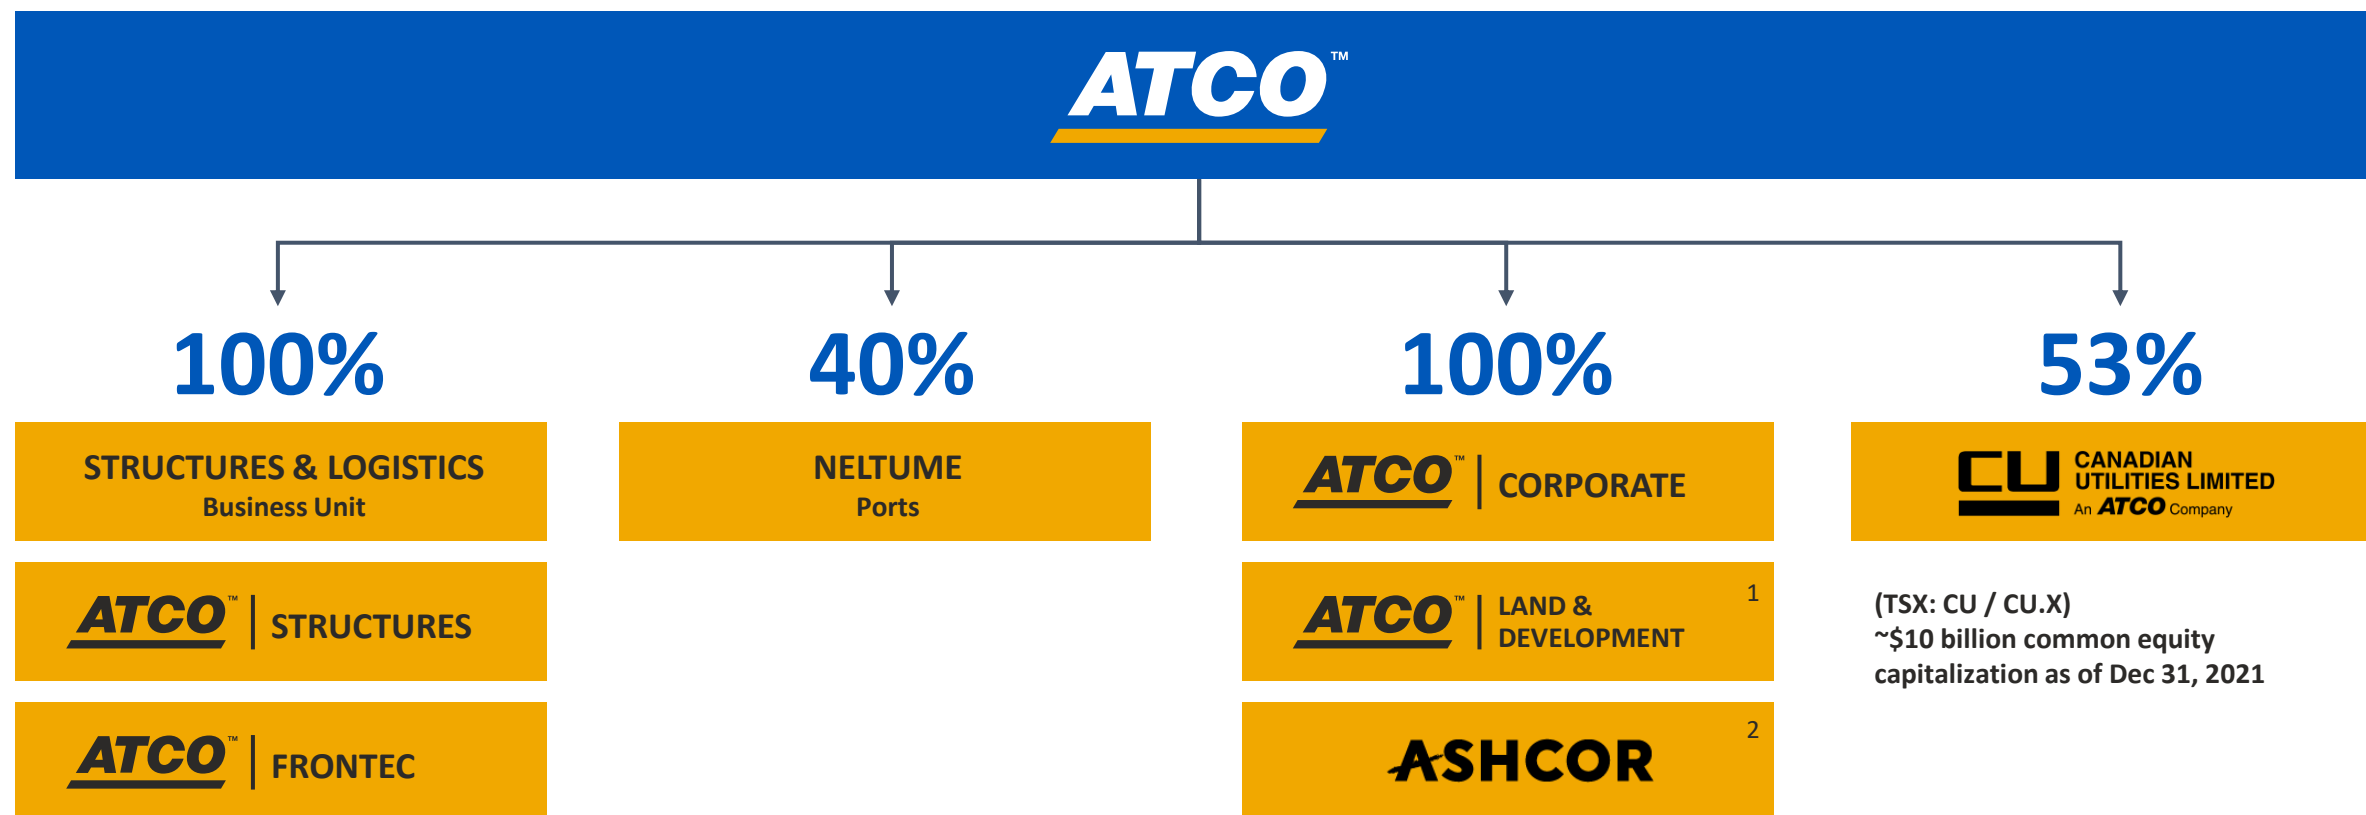 ATCO™
100%
STRUCTURES & LOGISTICS
Business Unit
ATCO™ | STRUCTURES
ATCO™ | FRONTEC
40%
NELTUME
Ports
100%
ATCO™ | CORPORATE
ATCO™ | LAND &
DEVELOPMENT
1
ASHCOR
2
53%
CU
CANADIAN
UTILITIES LIMITED
An ATCO Company
(TSX: CU / CU.X)
~$10 billion common equity
capitalization as of Dec 31, 2021